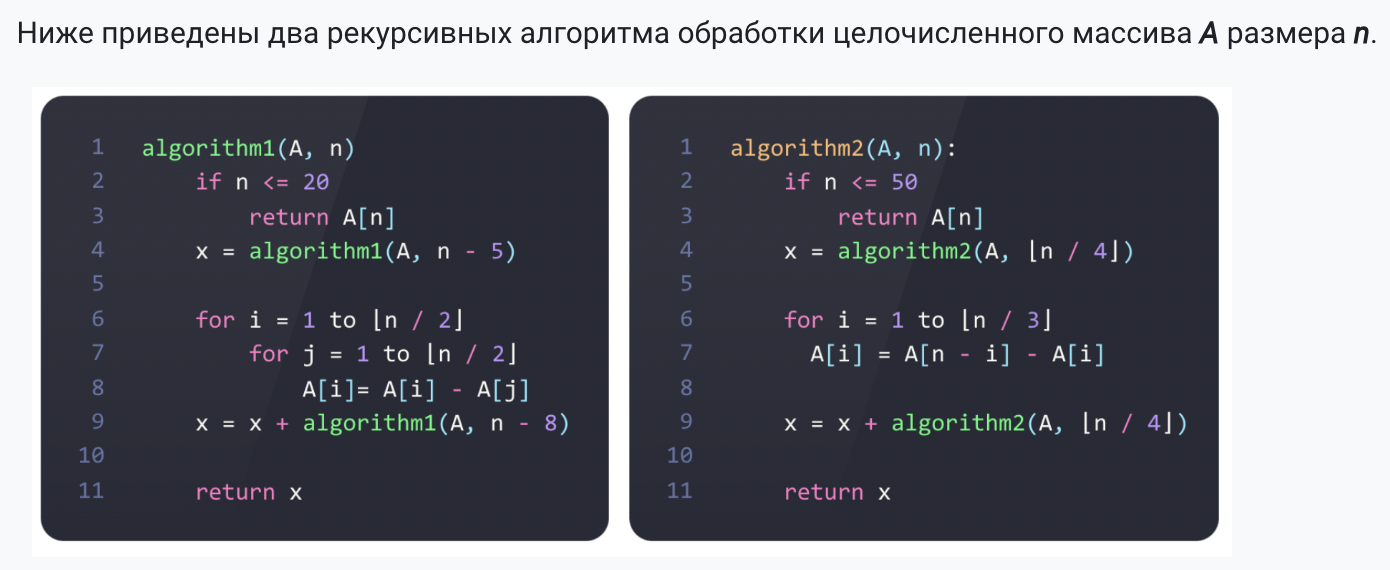 Ниже приведены два рекурсивных алгоритма обработки целочисленного массива A размера n.
1 algorithm1(A, n)
2 if n <= 20
3 return A[n]
4 x = algorithm1(A, n - 5)
5
6 for i = 1 to ⌊n / 2⌋
7 for j = 1 to ⌊n / 2⌋
8 A[i]= A[i] - A[j]
9 x = x + algorithm1(A, n - 8)
10
11 return x
1 algorithm2(A, n):
2 if n <= 50
3 return A[n]
4 x = algorithm2(A, ⌊n / 4⌋)
5
6 for i = 1 to ⌊n / 3⌋
7 A[i] = A[n - i] - A[i]
8
9 x = x + algorithm2(A, ⌊n / 4⌋)
10
11 return x